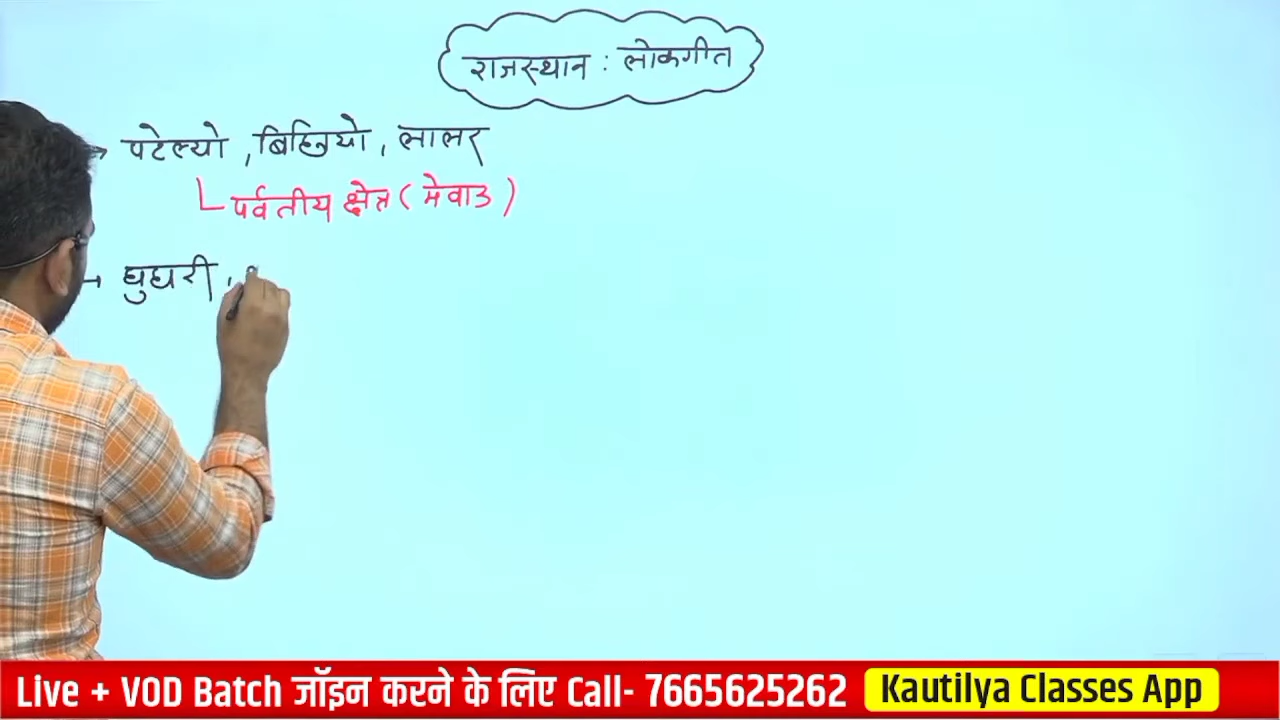 राजस्थान : लोकगीत
→ पटेल्यो , बिछियो , लालर
पर्वतीय क्षेत्र ( मेवाड )
→ घुघरी ,
Live + VOD Batch जॉइन करने के लिए Call- 7665625262 Kautilya Classes App